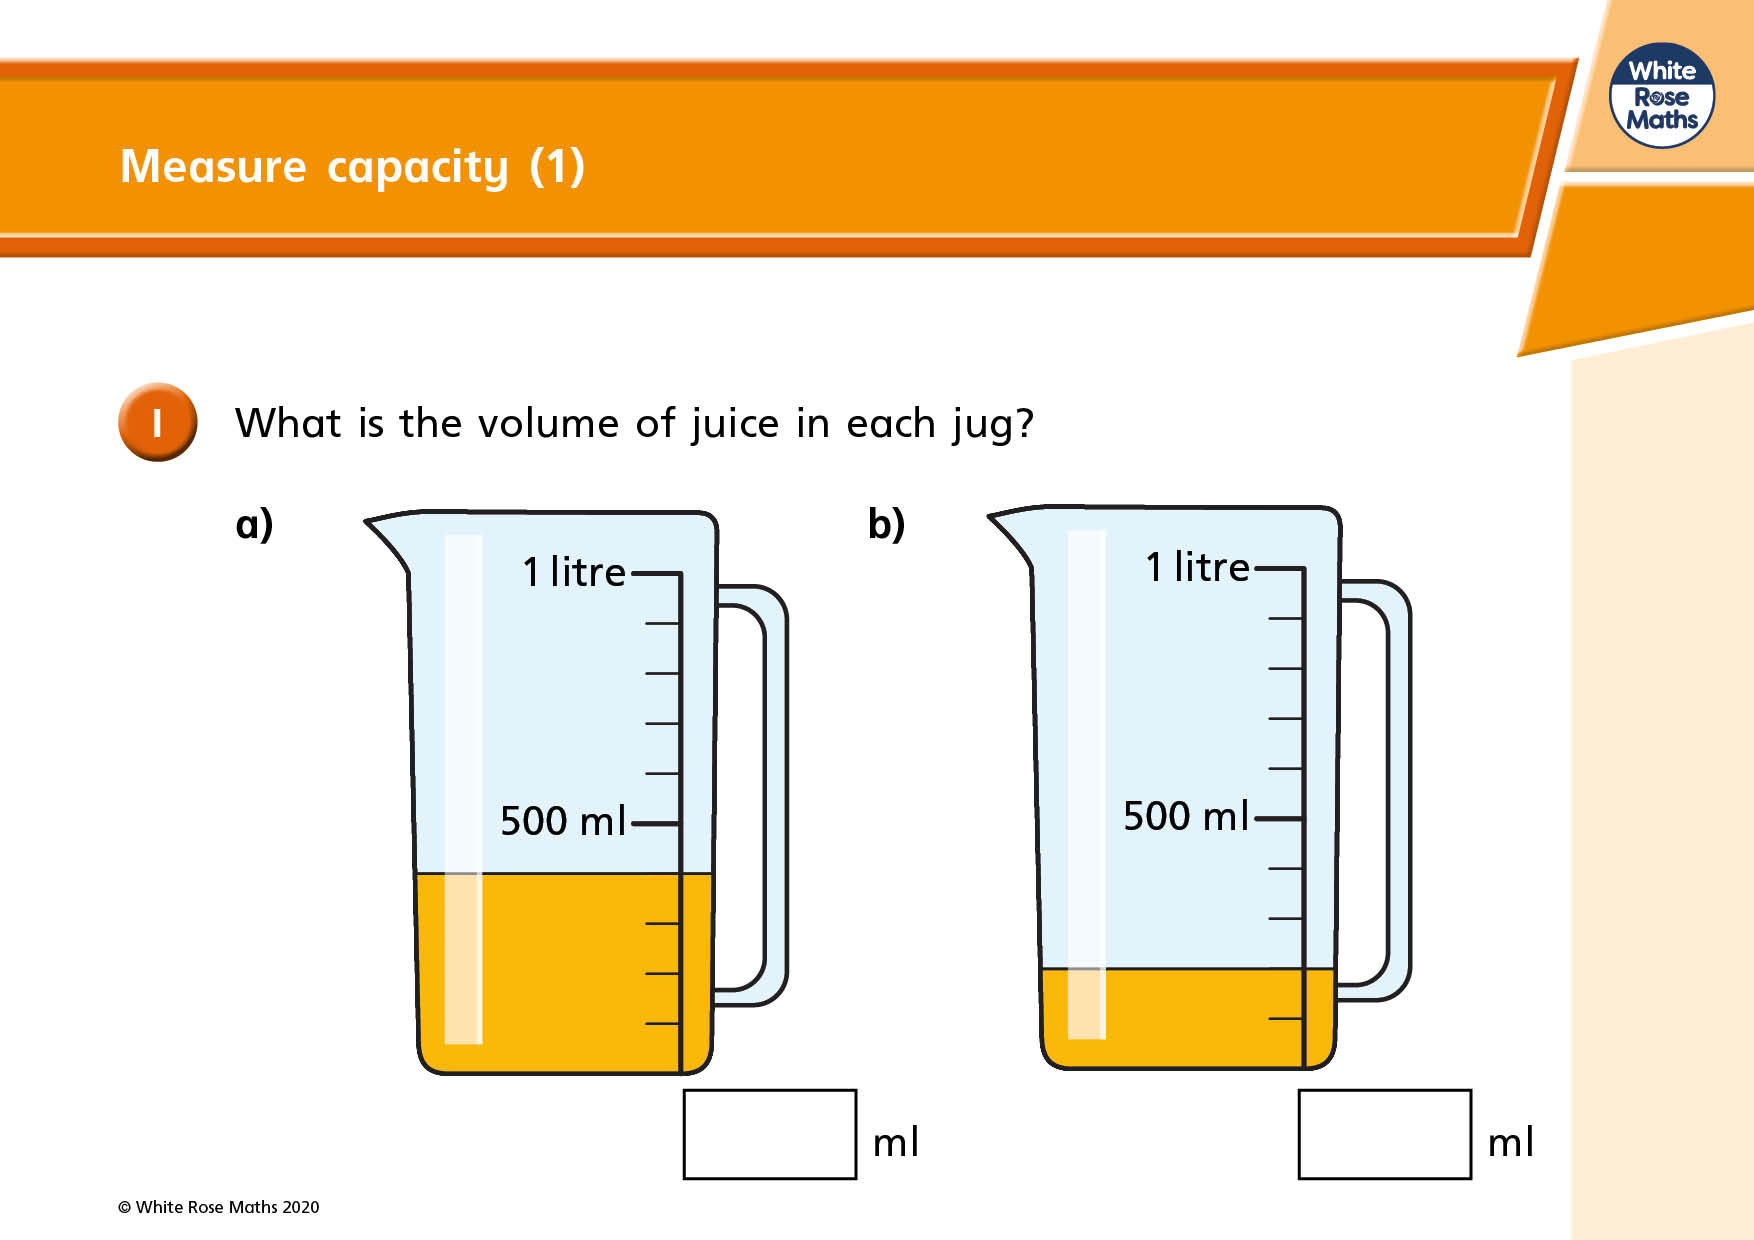 White
Rose
Maths
Measure capacity (1)
1 What is the volume of juice in each jug?
a)
1 litre
500 ml
ml
b)
1 litre
500 ml
ml
© White Rose Maths 2020